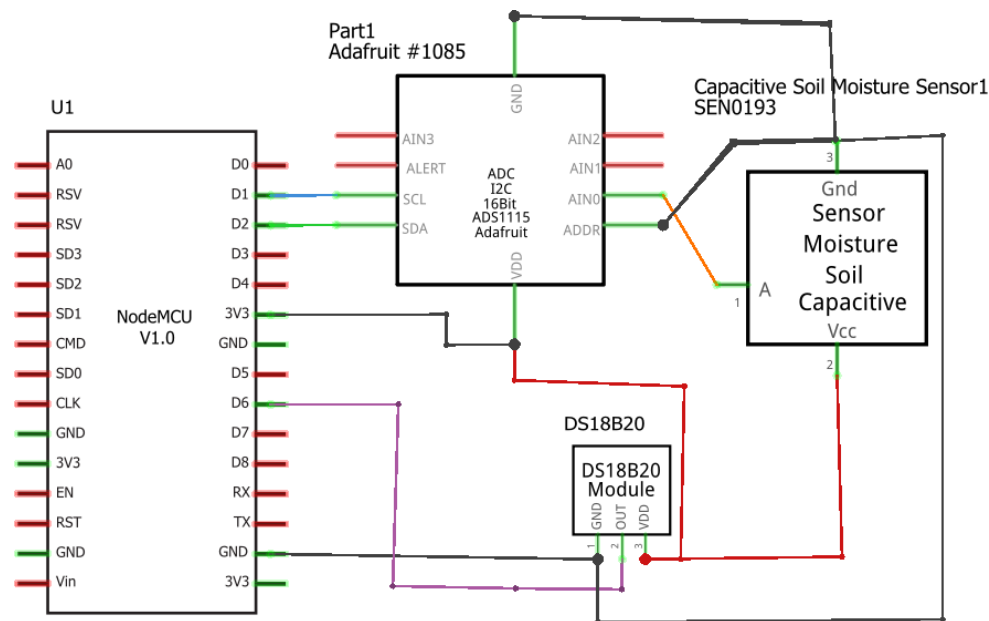 Part1
Adafruit #1085
Capacitive Soil Moisture Sensor1
SEN0193
U1
A0
RSV
RSV
SD3
SD2
SD1
CMD
SD0
CLK
GND
3V3
EN
RST
GND
Vin
NodeMCU
V1.0
D0
D1
D2
D3
D4
3V3
GND
D5
D6
D7
D8
RX
TX
GND
3V3
GND
AIN3
ALERT
SCL
SDA
ADC
I2C
16Bit
ADS1115
Adafruit
AIN2
AIN1
AIN0
ADDR
VDD
3
Gnd
Sensor
Moisture
Soil
Capacitive
A
1
Vcc
2
DS18B20
DS18B20
Module
GND
OUT
VDD
1
2
3